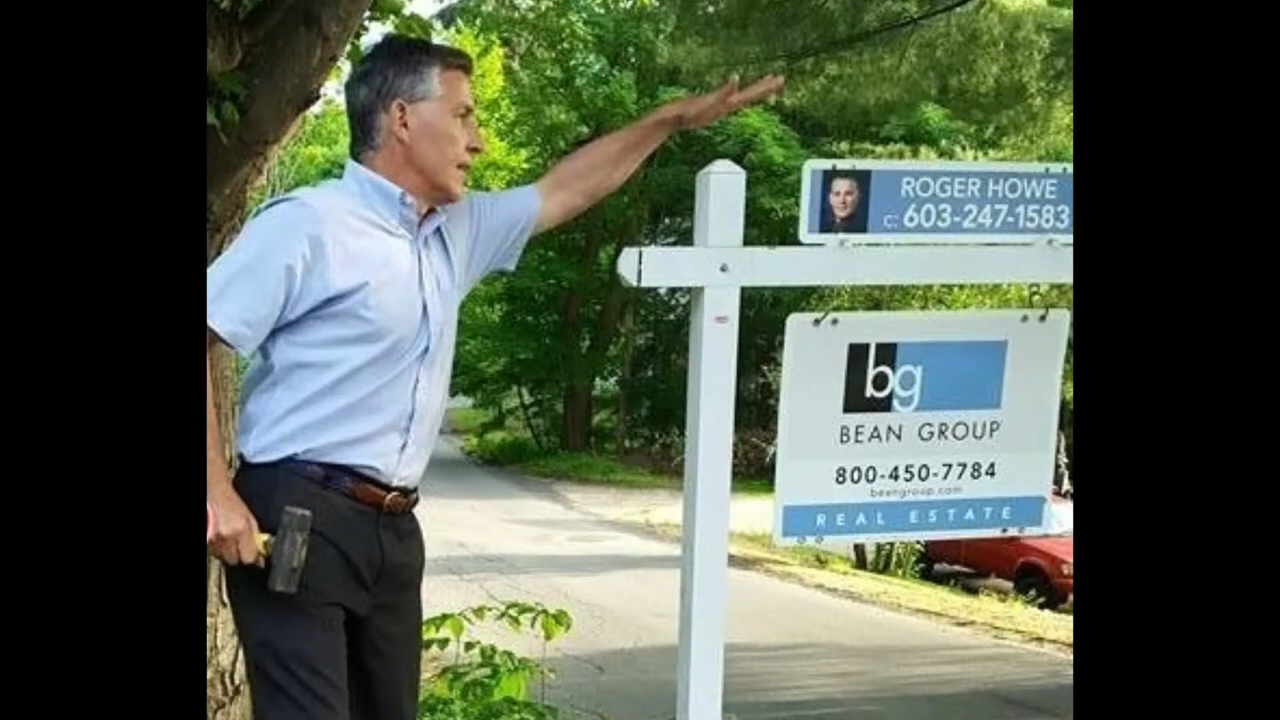 ROGER HOWE
c: 603-247-1583
bg
BEAN GROUP
800-450-7784
beangroup.com
REAL ESTATE